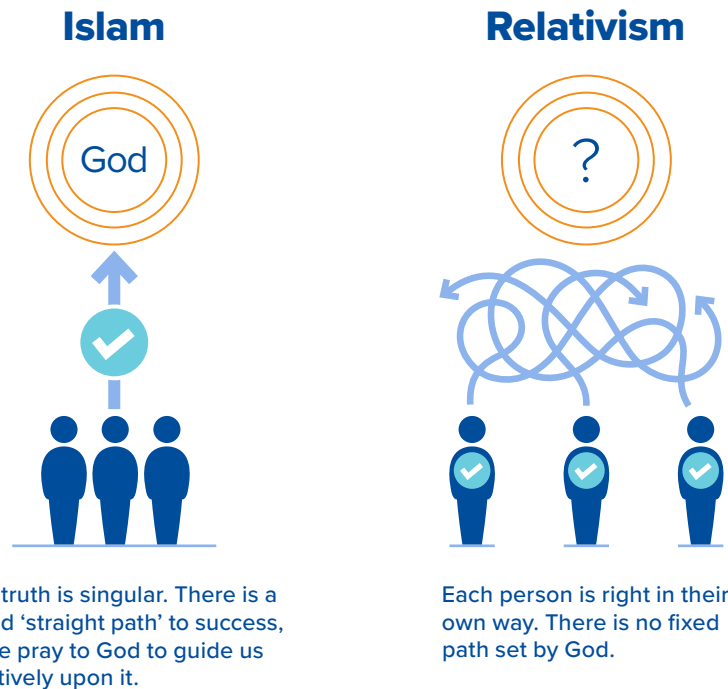 Islam
Relativism
God
?
truth is singular. There is a
‘straight path’ to success,
pray to God to guide us
upon it.
Each person is right in their
own way. There is no fixed
path set by God.